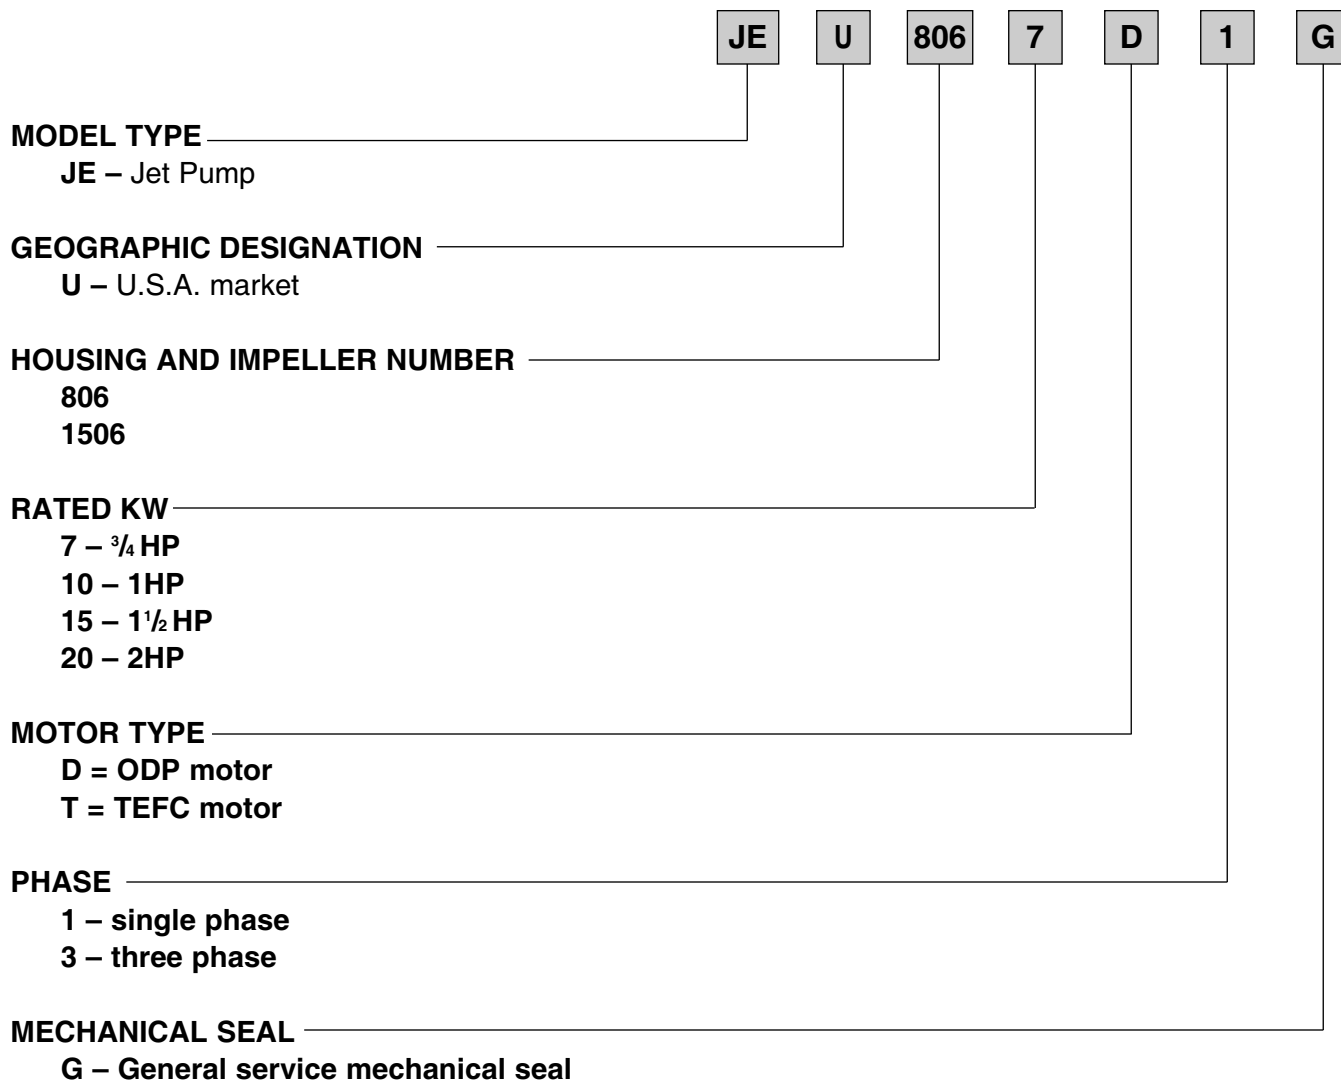 JE U 806 7 D 1 G
MODEL TYPE
JE – Jet Pump
GEOGRAPHIC DESIGNATION
U – U.S.A. market
HOUSING AND IMPELLER NUMBER
806
1506
RATED KW
7 – 3/4 HP
10 – 1HP
15 – 11/2 HP
20 – 2HP
MOTOR TYPE
D = ODP motor
T = TEFC motor
PHASE
1 – single phase
3 – three phase
MECHANICAL SEAL
G – General service mechanical seal